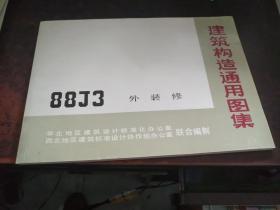 建筑构造通用图集
88J3 外装修
华北地区建筑设计标准化办公室
西北地区建筑标准设计协作组办公室
联合编制